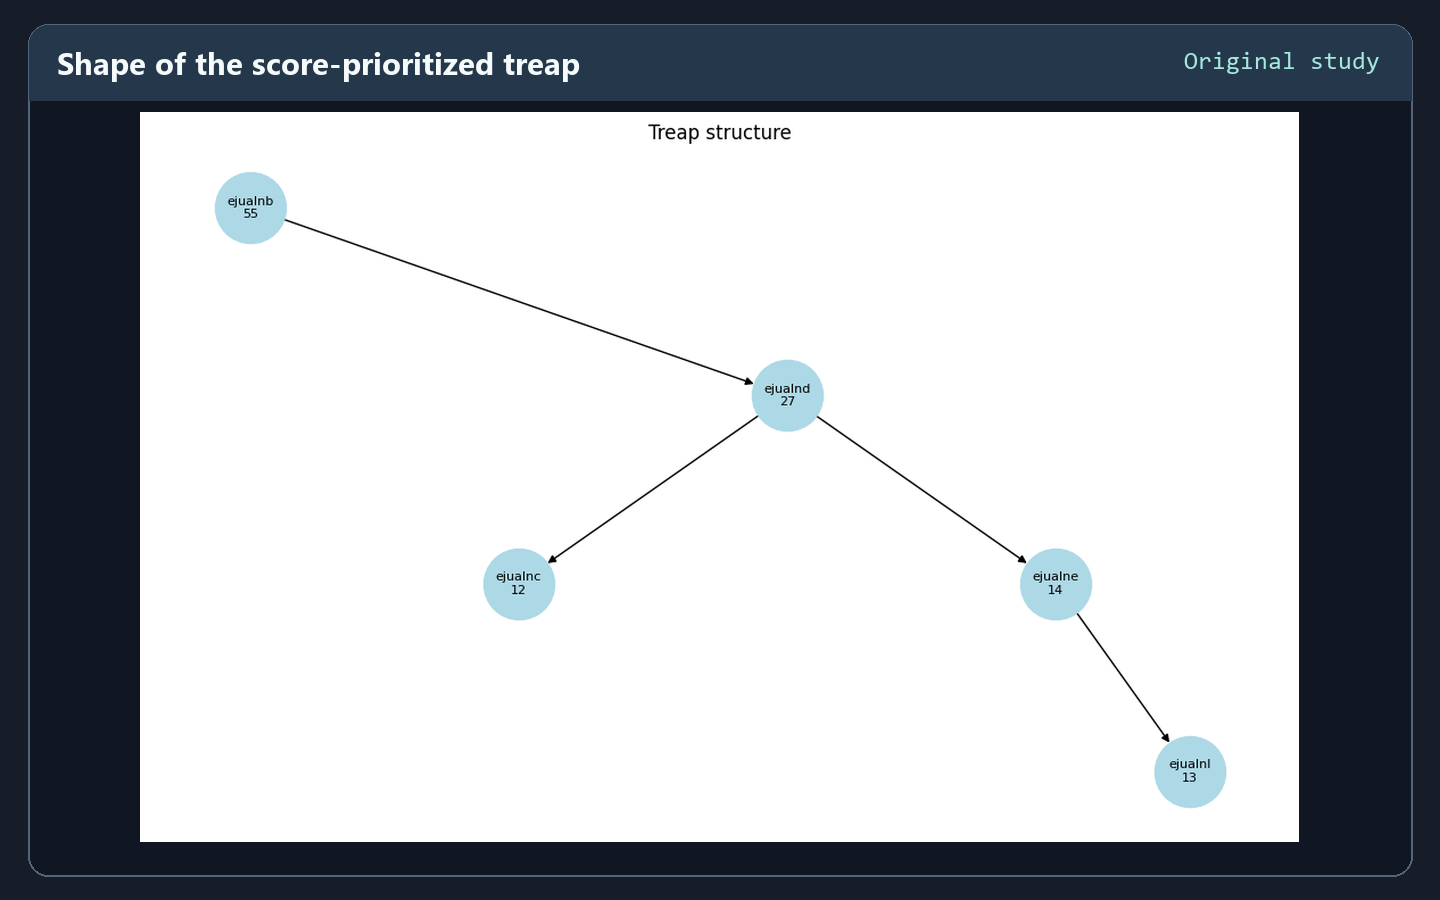 Shape of the score-prioritized treap
Original study
Treap structure
ejualnb
55
ejualnd
27
ejualnc
12
ejualne
14
ejualnl
13